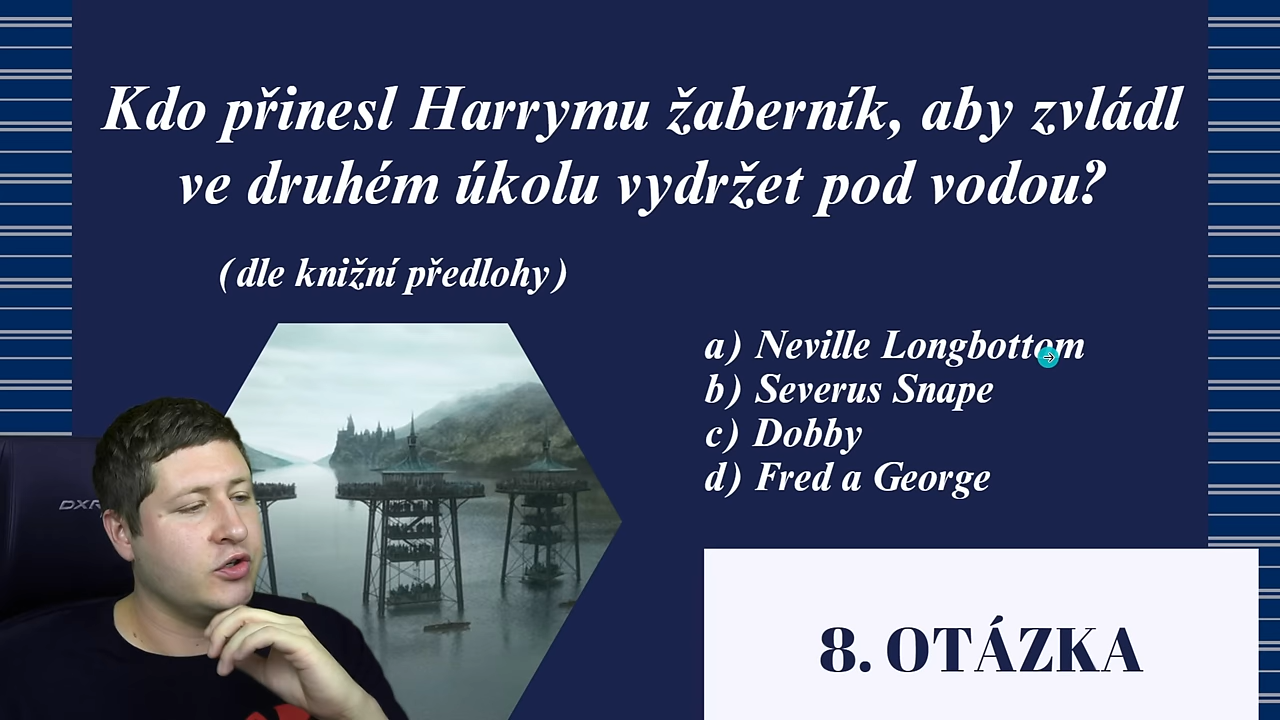 Kdo přinesl Harrymu žaberník, aby zvládl
ve druhém úkolu vydržet pod vodou?
(dle knižní předlohy)
a) Neville Longbottom
b) Severus Snape
c) Dobby
d) Fred a George
DXR
8. OTÁZKA